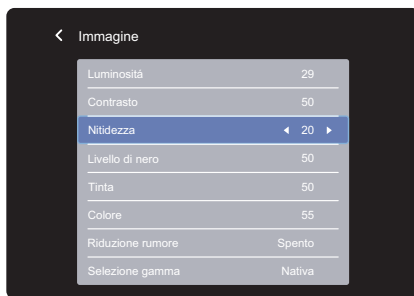 Immagine
Luminosità 29
Contrasto 50
Nitidezza 20
Livello di nero 50
Tinta 50
Colore 55
Riduzione rumore Spento
Selezione gamma Nativa